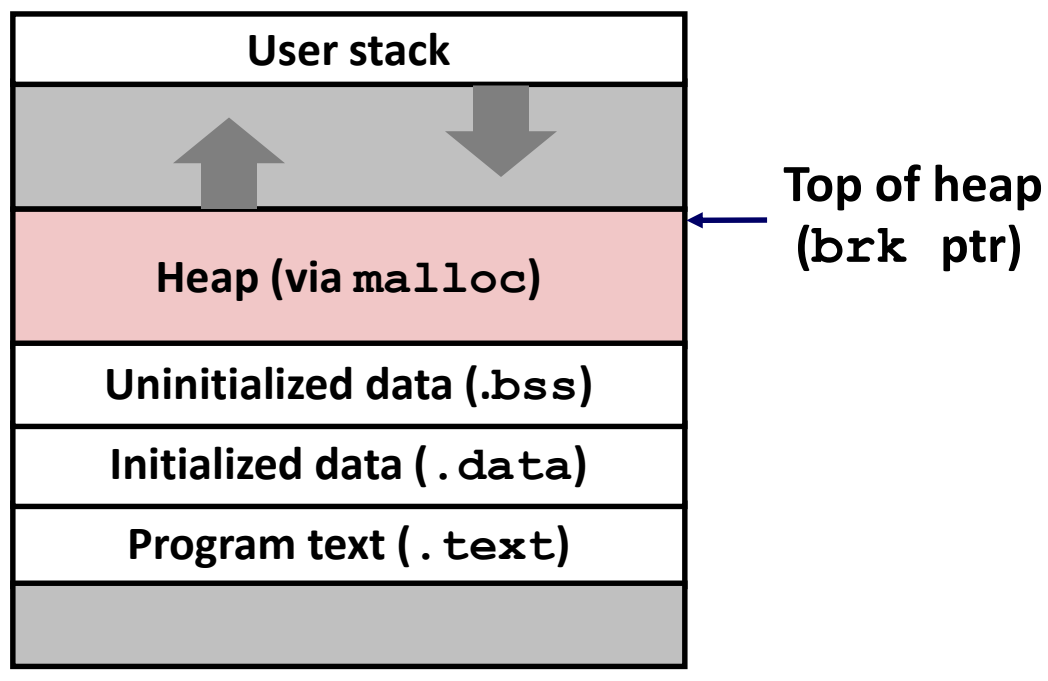 User stack
Top of heap
(brk ptr)
Heap (via malloc)
Uninitialized data (.bss)
Initialized data (.data)
Program text (.text)